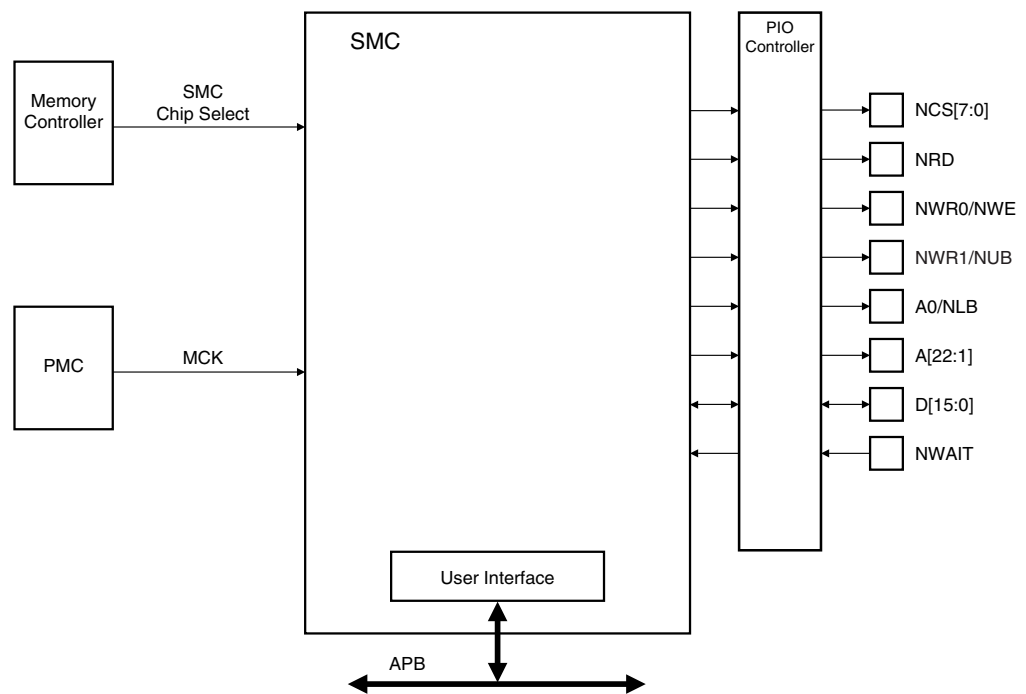 SMC
PIO
Controller
Memory
Controller
SMC
Chip Select
NCS[7:0]
NRD
NWR0/NWE
NWR1/NUB
A0/NLB
PMC
MCK
A[22:1]
D[15:0]
NWAIT
User Interface
APB